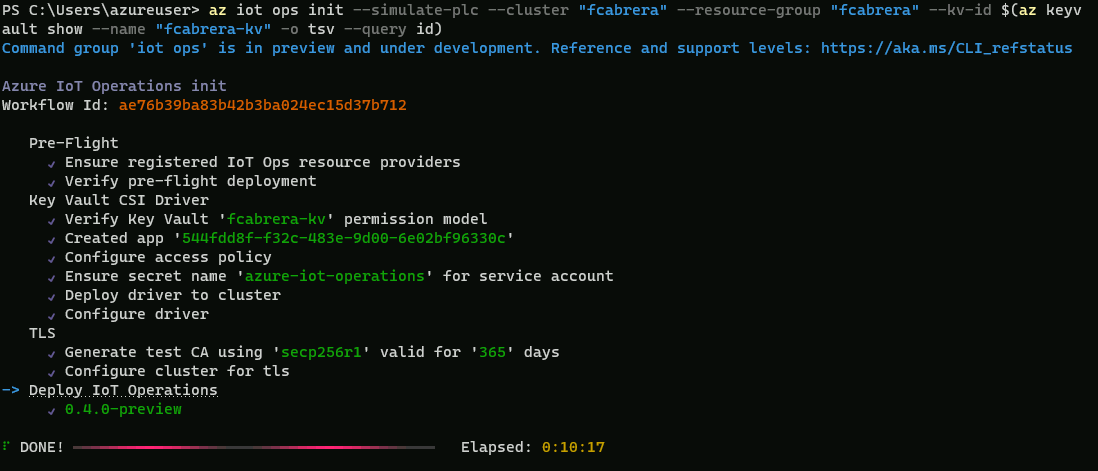 PS C:\Users\azureuser> az iot ops init --simulate-plc --cluster "fcabrera" --resource-group "fcabrera" --kv-id $(az keyv
ault show --name "fcabrera-kv" -o tsv --query id)
Command group 'iot ops' is in preview and under development. Reference and support levels: https://aka.ms/CLI_refstatus
Azure IoT Operations init
Workflow Id: ae76b39ba83b42b3ba024ec15d37b712
Pre-Flight
✓ Ensure registered IoT Ops resource providers
✓ Verify pre-flight deployment
Key Vault CSI Driver
✓ Verify Key Vault 'fcabrera-kv' permission model
✓ Created app '544fdd8f-f32c-483e-9d00-6e02bf96330c'
✓ Configure access policy
✓ Ensure secret name 'azure-iot-operations' for service account
✓ Deploy driver to cluster
✓ Configure driver
TLS
✓ Generate test CA using 'secp256r1' valid for '365' days
✓ Configure cluster for tls
-> Deploy IoT Operations
✓ 0.4.0-preview
DONE! Elapsed: 0:10:17